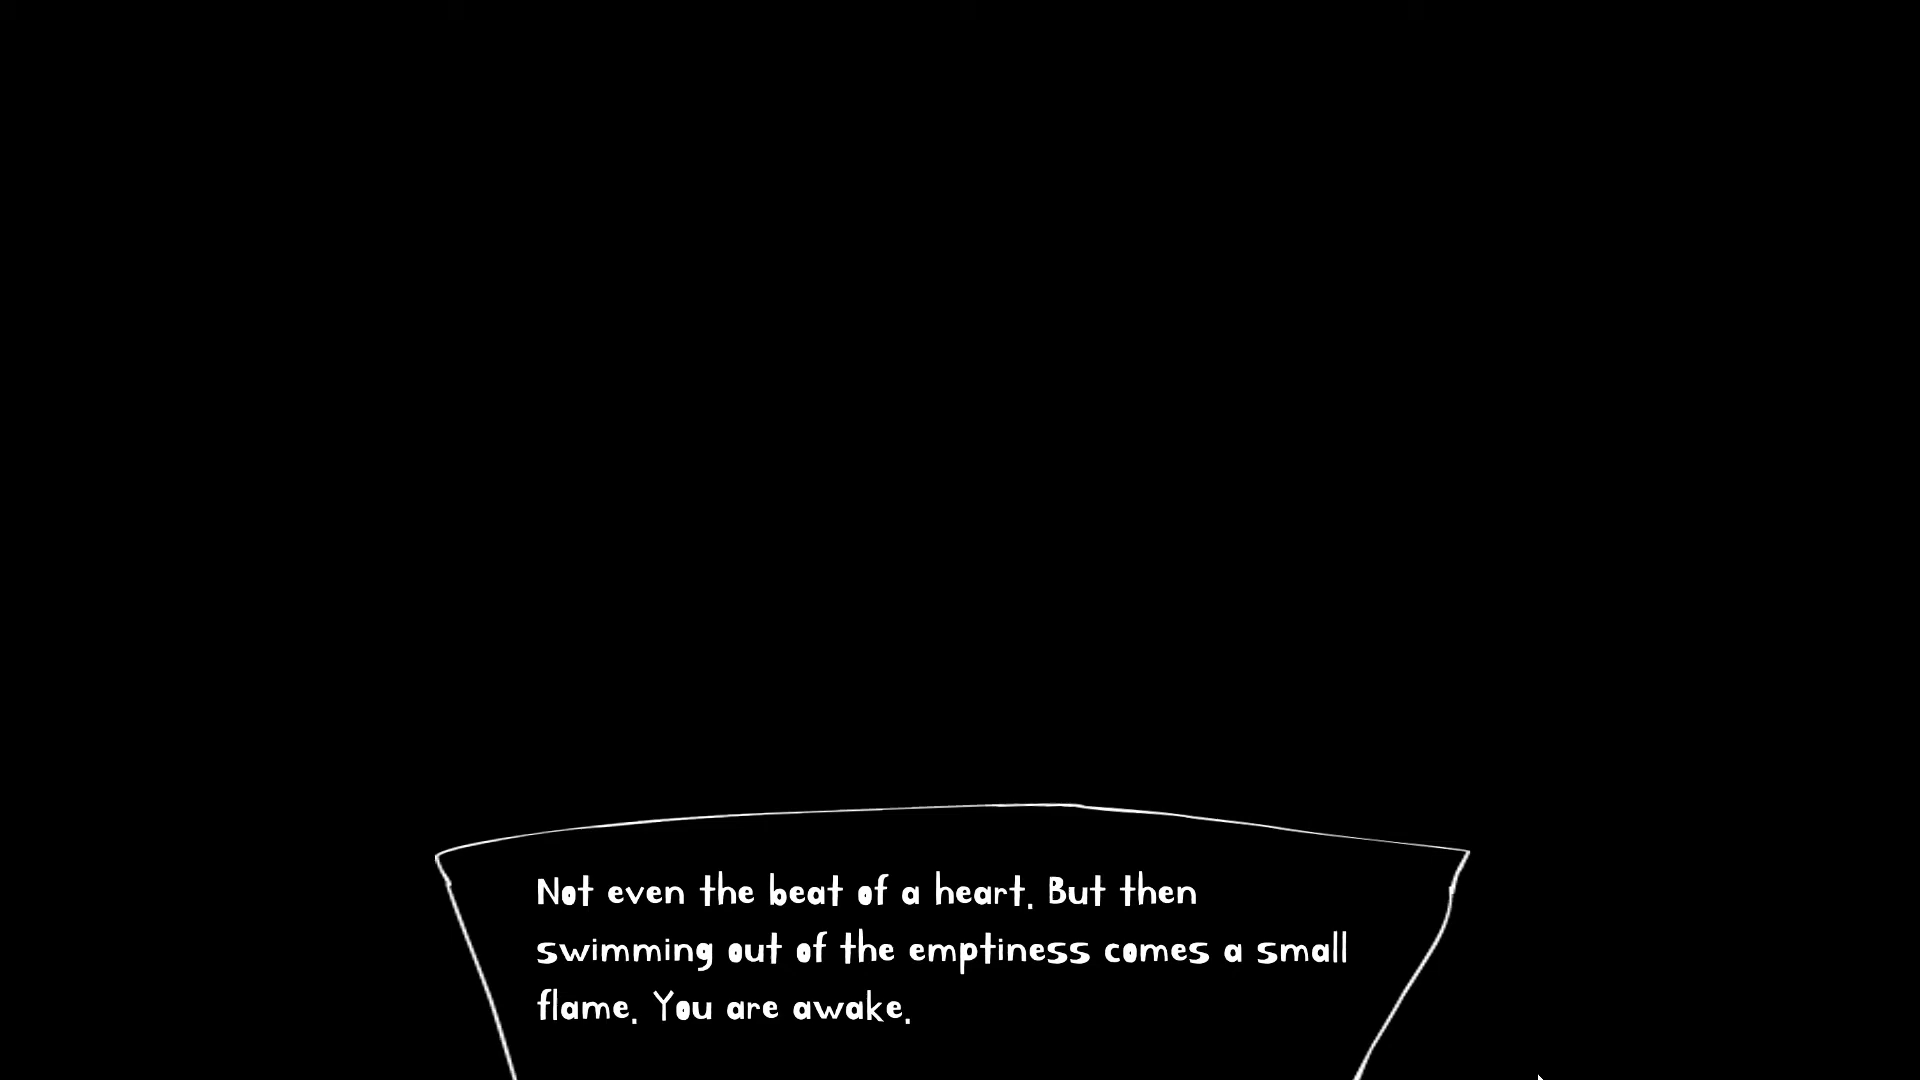 Not even the beat of a heart. But then
swimming out of the emptiness comes a small
flame. You are awake.